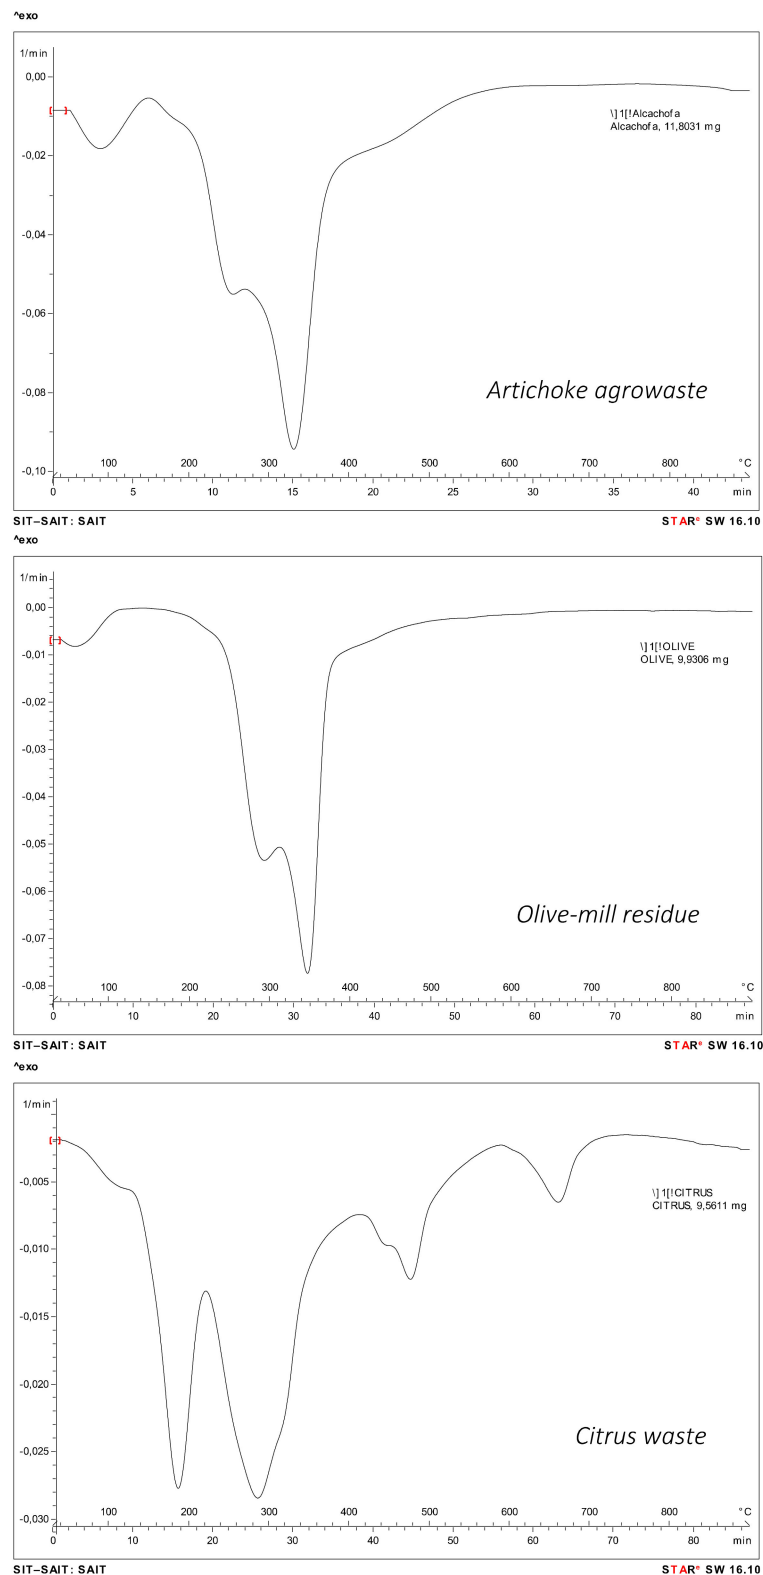 ^exo
1/min
0,00
\]1[!Alcachofa
Alcachofa, 11,8031 mg
-0,02
-0,04
-0,06
-0,08
Artichoke agrowaste
100 200 300 400 500 600 700 800 °C
-0,10
0 5 10 15 20 25 30 35 40 min
SIT–SAIT: SAIT STARe SW 16.10
^exo
1/min
0,00
\]1[!OLIVE
OLIVE, 9,9306 mg
-0,01
-0,02
-0,03
-0,04
-0,05
-0,06
Olive-mill residue
-0,07
-0,08
100 200 300 400 500 600 700 800 °C
0 10 20 30 40 50 60 70 80 min
SIT–SAIT: SAIT STARe SW 16.10
^exo
1/min
-0,005
\]1[!CITRUS
CITRUS, 9,5611 mg
-0,010
-0,015
-0,020
-0,025
Citrus waste
100 200 300 400 500 600 700 800 °C
-0,030
0 10 20 30 40 50 60 70 80 min
SIT–SAIT: SAIT STARe SW 16.10